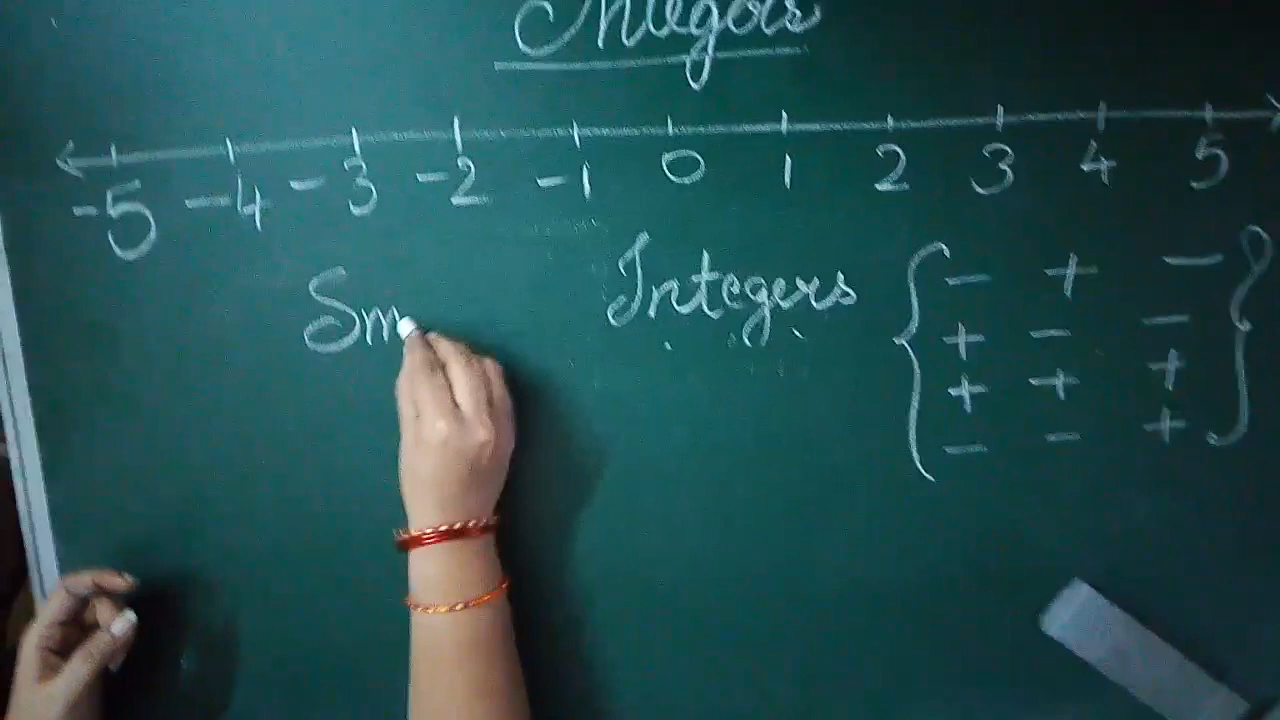 Integers
-5 -4 -3 -2 -1 0 1 2 3 4 5
Sm
Integers { - + - }
+ - -
+ + +
- - +